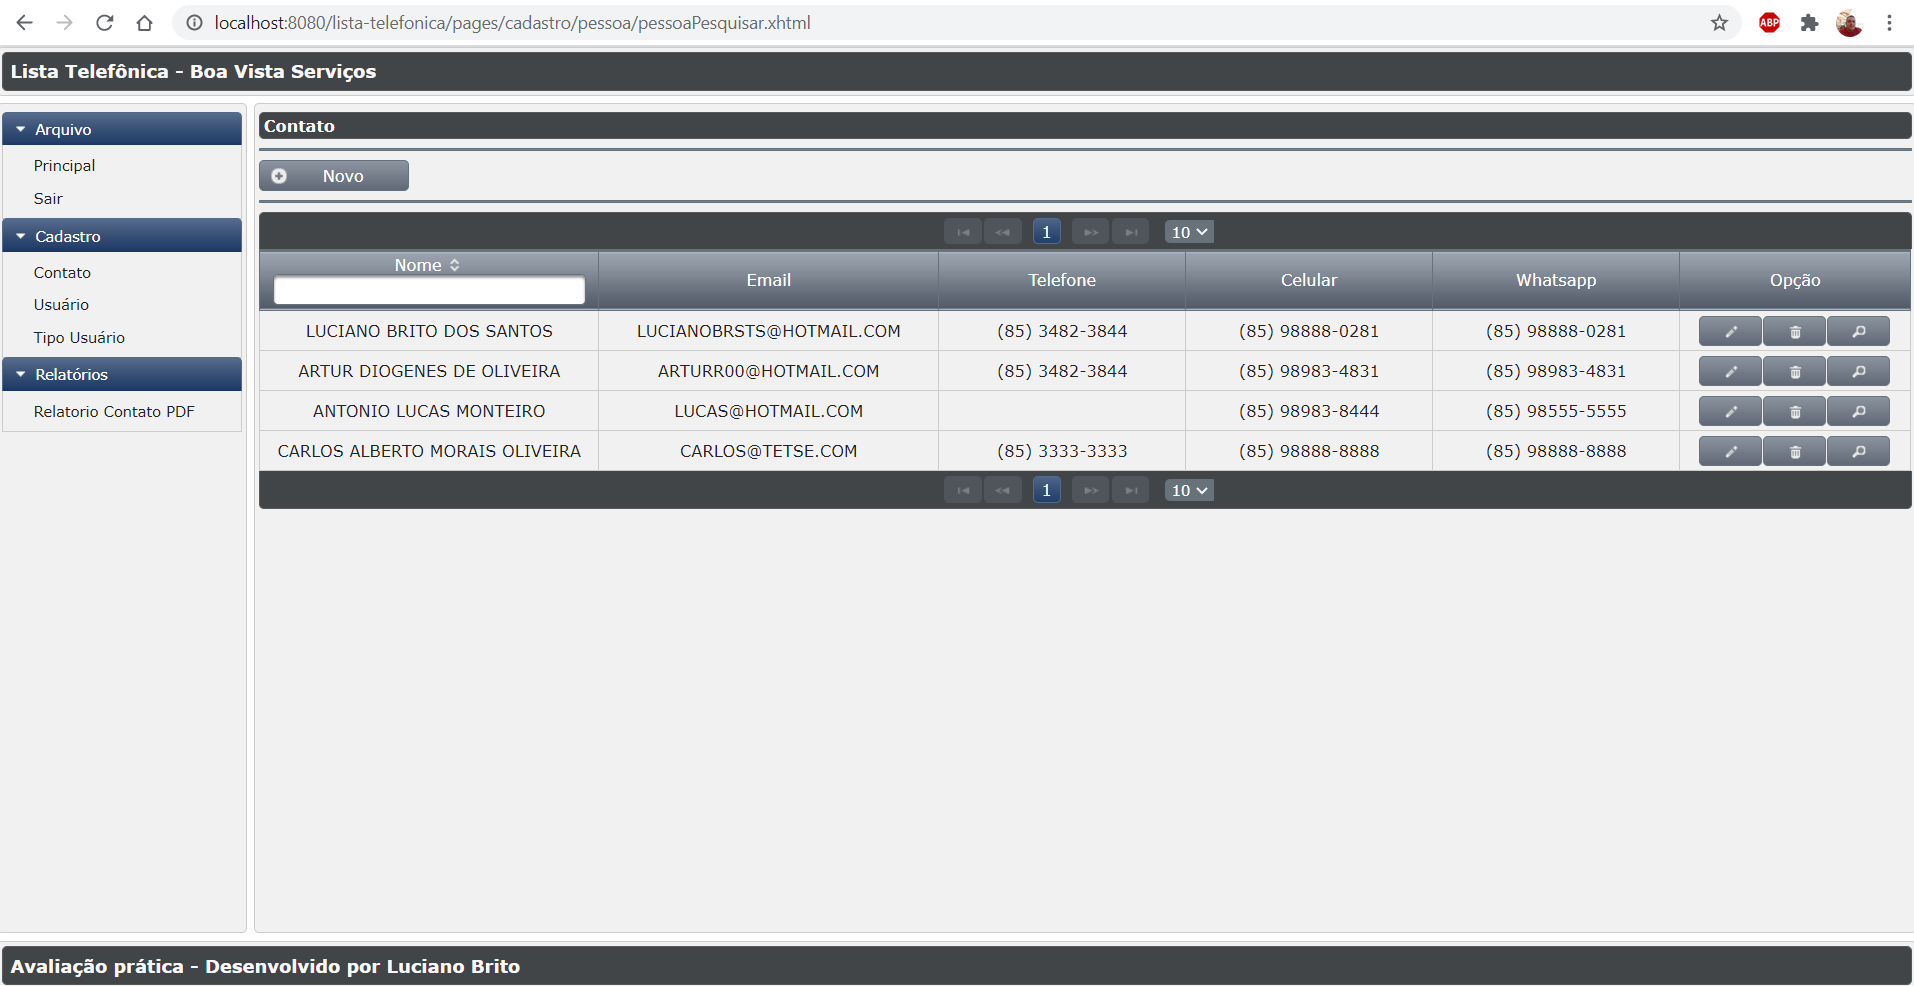 localhost:8080/lista-telefonica/pages/cadastro/pessoa/pessoaPesquisar.xhtml
ABP
Lista Telefônica - Boa Vista Serviços
Arquivo
Principal
Sair
Cadastro
Contato
Usuário
Tipo Usuário
Relatórios
Relatorio Contato PDF
Contato
Novo
1 10
Nome Email Telefone Celular Whatsapp Opção
LUCIANO BRITO DOS SANTOS LUCIANOBRSTS@HOTMAIL.COM (85) 3482-3844 (85) 98888-0281 (85) 98888-0281
ARTUR DIOGENES DE OLIVEIRA ARTURR00@HOTMAIL.COM (85) 3482-3844 (85) 98983-4831 (85) 98983-4831
ANTONIO LUCAS MONTEIRO LUCAS@HOTMAIL.COM (85) 98983-8444 (85) 98555-5555
CARLOS ALBERTO MORAIS OLIVEIRA CARLOS@TETSE.COM (85) 3333-3333 (85) 98888-8888 (85) 98888-8888
1 10
Avaliação prática - Desenvolvido por Luciano Brito